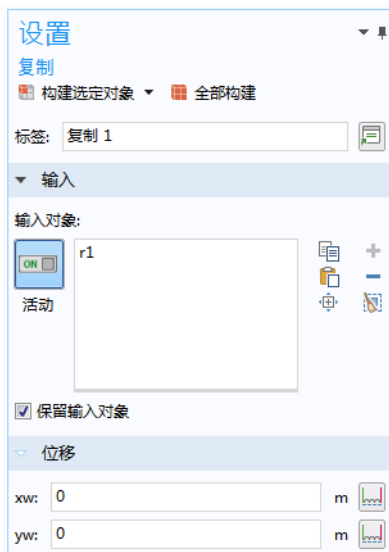 设置
复制
构建选定对象 全部构建
标签: 复制 1
输入
输入对象:
r1
ON
活动
保留输入对象
位移
xw: 0 m
yw: 0 m